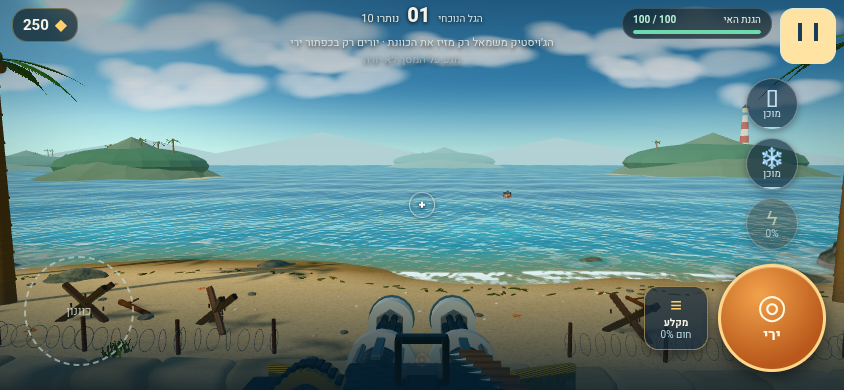 250
הגל הנוכחי 01 נותרו 10
הג'ויסטיק משמאל רק מזיז את הכוונת · יורים רק בכפתור ירי
הגנת האי 100 / 100
מוכן
מוכן
0%
כוונון
מקלע
חום 0%
ירי